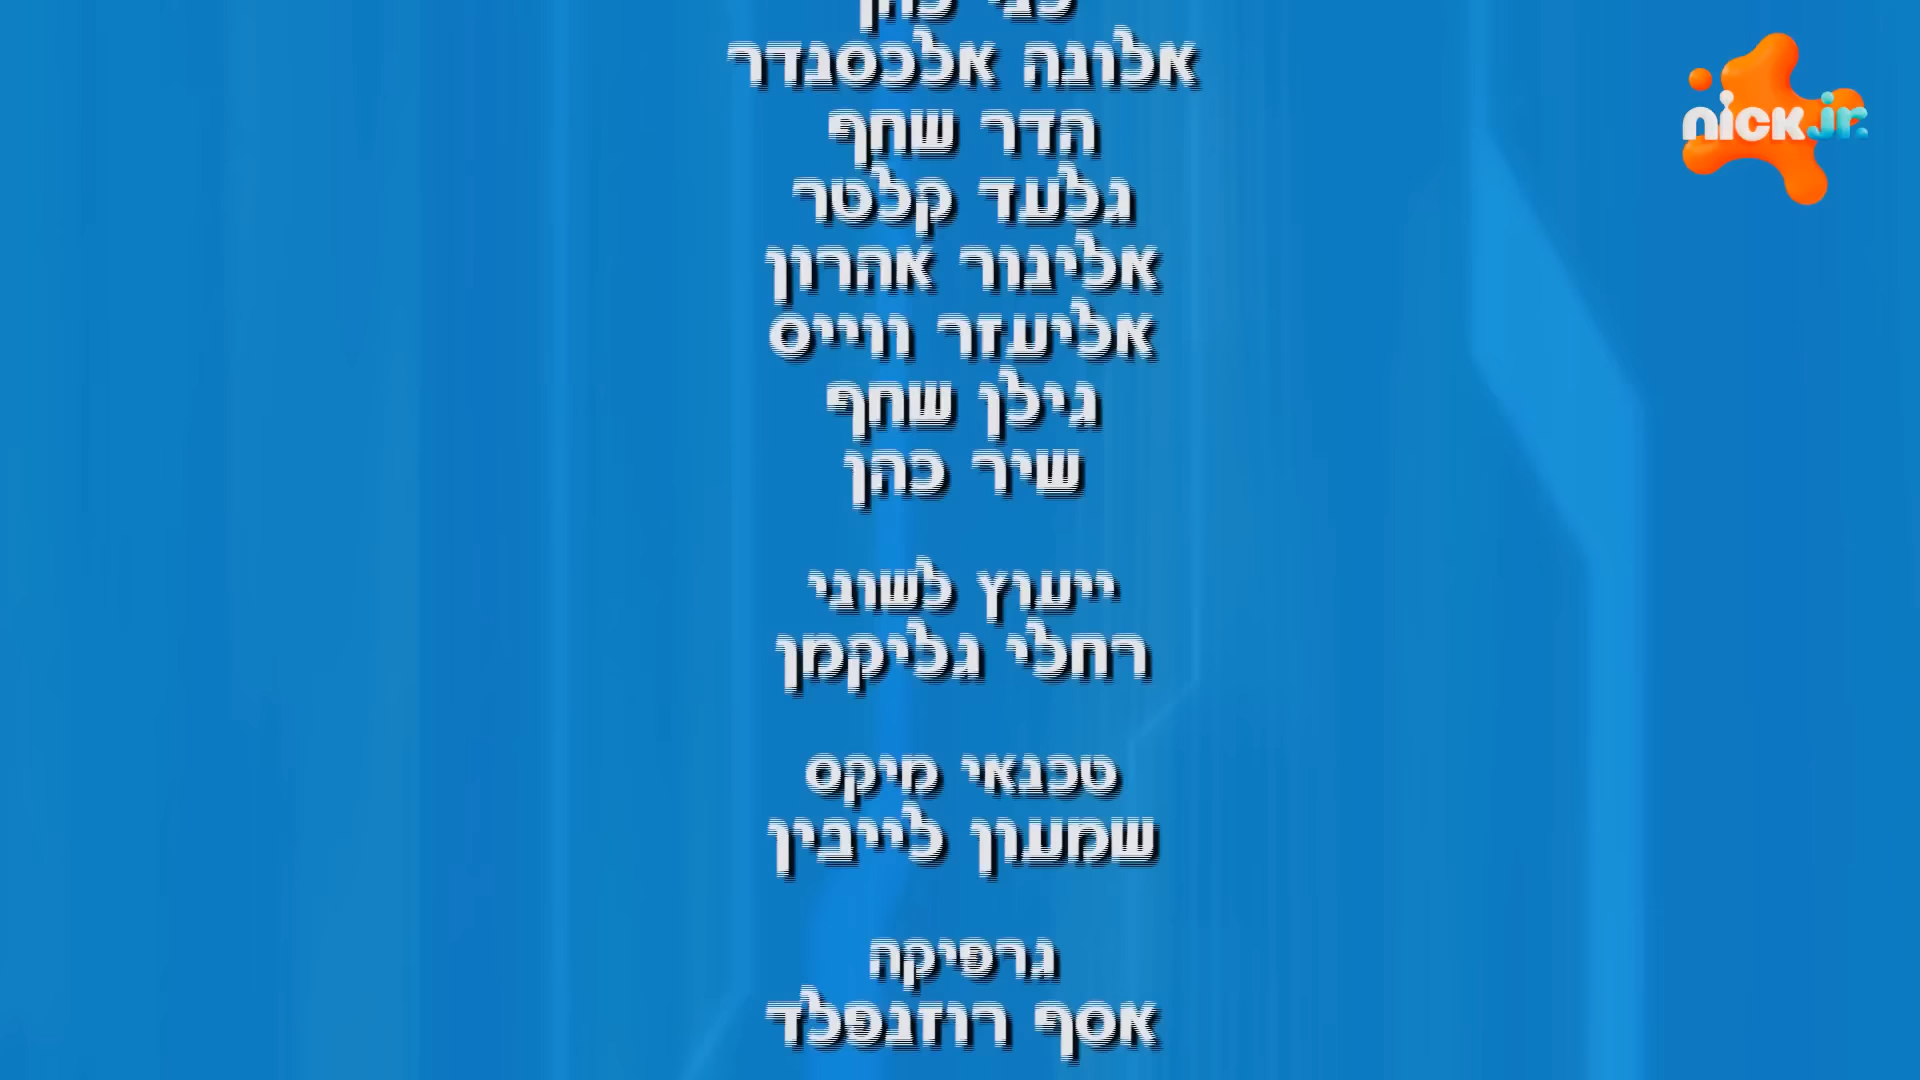 כהן
אלונה אלכסנדר
הדר שחף
גלעד קלטר
אלינור אהרון
אליעזר ווייס
גילן שחף
שיר כהן
ייעוץ לשוני
רחלי גליקמן
טכנאי מיקס
שמעון לייבין
גרפיקה
אסף רוזנפלד
nick jr.